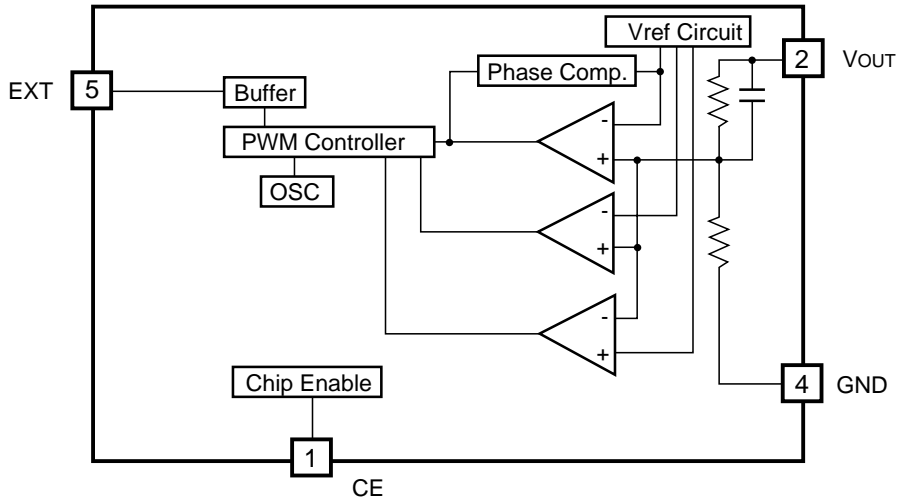 Vref Circuit
2 VOUT
Phase Comp.
EXT 5
Buffer
-
PWM Controller
+
OSC
-
+
-
+
Chip Enable
4 GND
1
CE